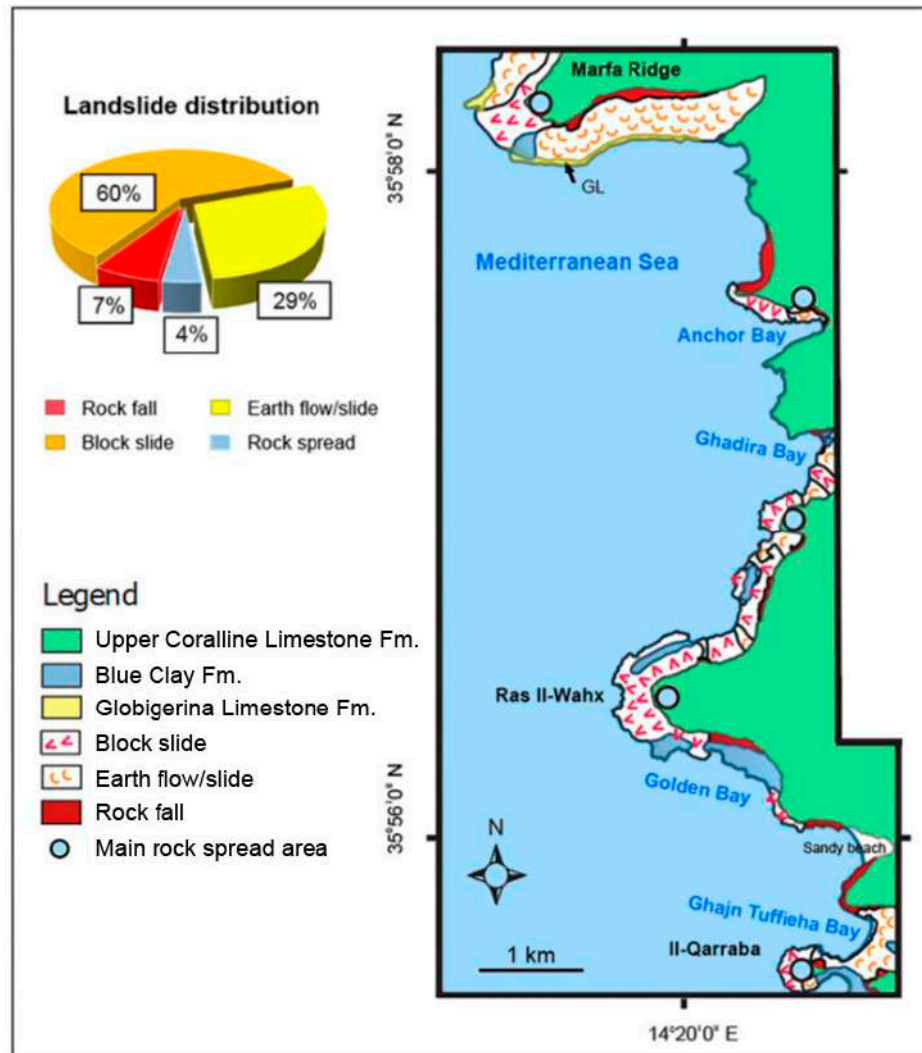 Landslide distribution
60%
7%
4%
29%
Rock fall
Earth flow/slide
Block slide
Rock spread
Legend
Upper Coralline Limestone Fm.
Blue Clay Fm.
Globigerina Limestone Fm.
Block slide
Earth flow/slide
Rock fall
Main rock spread area
35°58'0" N
35°56'0" N
Marfa Ridge
GL
Mediterranean Sea
Anchor Bay
Ghadira Bay
Ras Il-Wahx
Golden Bay
Sandy beach
N
Ghajn Tuffieha Bay
Il-Qarraba
1 km
14°20'0" E